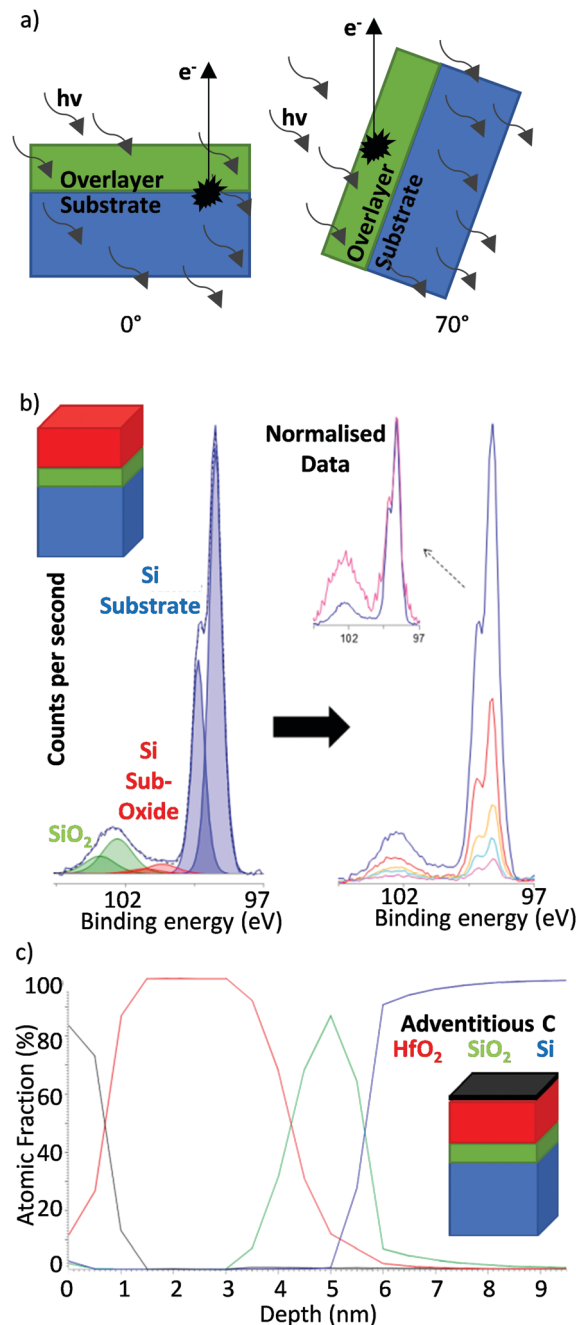 a)
e-
hv
Overlayer
Substrate
0°
e-
hv
Overlayer
Substrate
70°
b)
Counts per second
Si
Substrate
Si
Sub-
Oxide
SiO2
102
97
Binding energy (eV)
Normalised
Data
102
97
102
97
Binding energy (eV)
c)
Atomic Fraction (%)
100
80
60
40
20
0
0
1
2
3
4
5
6
7
8
9
Depth (nm)
Adventitious C
HfO2 SiO2 Si